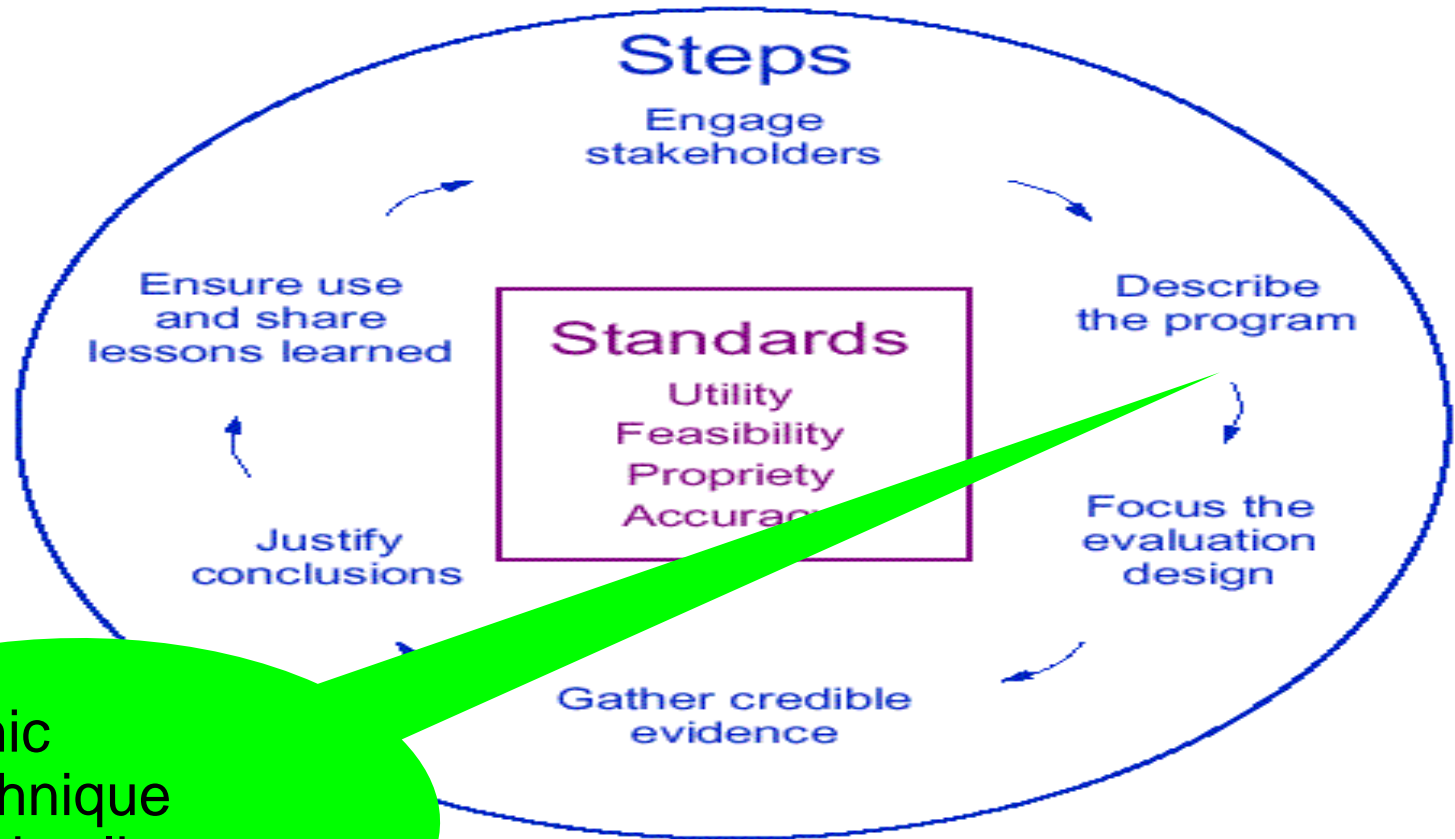 Steps
Engage
stakeholders
Describe
the program
Focus the
evaluation
design
Gather credible
evidence
Justify
conclusions
Ensure use
and share
lessons learned
Standards
Utility
Feasibility
Propriety